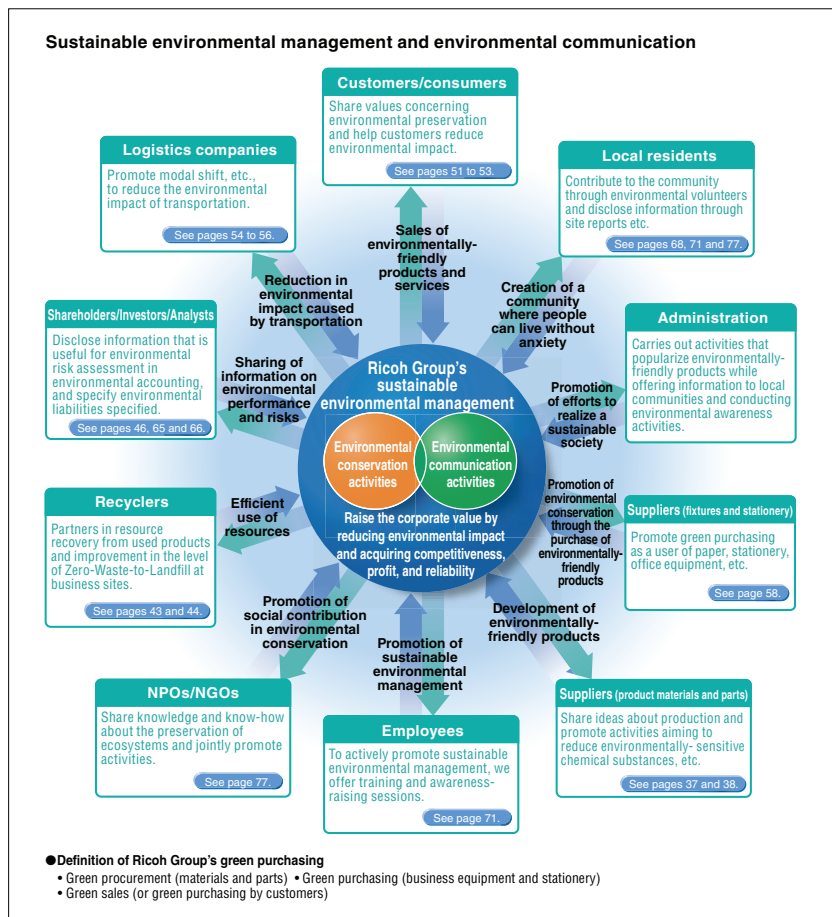 Sustainable environmental management and environmental communication
Customers/consumers
Share values concerning
environmental preservation
and help customers reduce
environmental impact.
See pages 51 to 53.
Logistics companies
Promote modal shift, etc.,
to reduce the environmental
impact of transportation.
See pages 54 to 56.
Local residents
Contribute to the community
through environmental volunteers
and disclose information through
site reports etc.
See pages 68, 71 and 77.
Sales of
environmentally-
friendly
products and
services
Reduction in
environmental
impact caused
by transportation
Creation of a
community
where people
can live without
anxiety
Shareholders/Investors/Analysts
Disclose information that is
useful for environmental
risk assessment in
environmental accounting,
and specify environmental
liabilities specified.
See pages 46, 65 and 66.
Administration
Carries out activities that
popularize environmentally-
friendly products while
offering information to local
communities and conducting
environmental awareness
activities.
Sharing of
information on
environmental
performance
and risks
Promotion
of efforts to
realize a
sustainable
society
Ricoh Group's
sustainable
environmental management
Environmental
conservation
activities
Environmental
communication
activities
Raise the corporate value by
reducing environmental impact
and acquiring competitiveness,
profit, and reliability
Recyclers
Partners in resource
recovery from used products
and improvement in the level
of Zero-Waste-to-Landfill at
business sites.
See pages 43 and 44.
Efficient
use of
resources
Promotion of
environmental
conservation
through the
purchase of
environmentally-
friendly
products
Suppliers (fixtures and stationery)
Promote green purchasing
as a user of paper, stationery,
office equipment, etc.
See page 58.
Promotion of
social contribution
in environmental
conservation
Promotion of
sustainable
environmental
management
Development of
environmentally-
friendly products
NPOs/NGOs
Share knowledge and know-how
about the preservation of
ecosystems and jointly promote
activities.
See page 77.
Employees
To actively promote sustainable
environmental management, we
offer training and awareness-
raising sessions.
See page 71.
Suppliers (product materials and parts)
Share ideas about production and
promote activities aiming to
reduce environmentally- sensitive
chemical substances, etc.
See pages 37 and 38.
●Definition of Ricoh Group's green purchasing
• Green procurement (materials and parts) • Green purchasing (business equipment and stationery)
• Green sales (or green purchasing by customers)